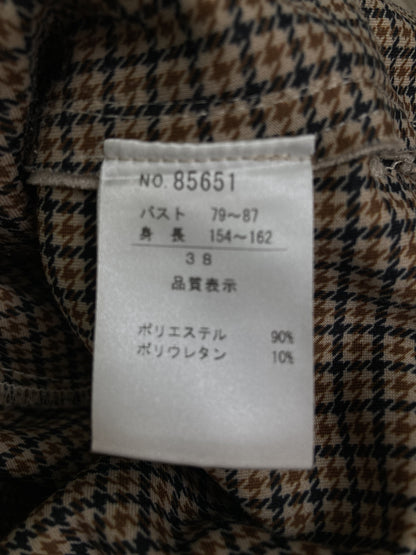 NO. 85651
バスト 79～87
身長 154～162
38
品質表示
ポリエステル 90%
ポリウレタン 10%